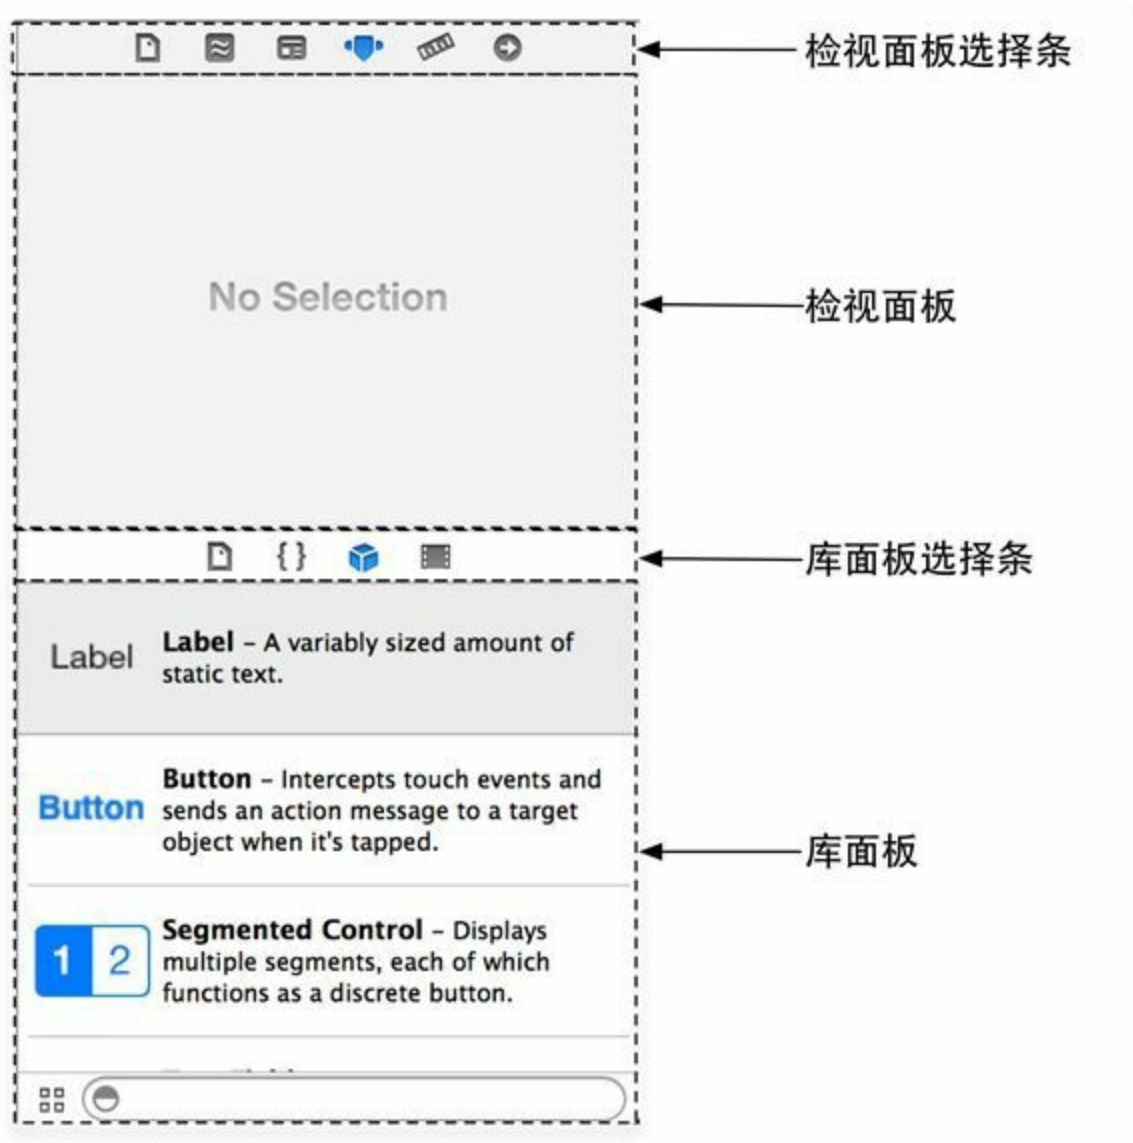 检视面板选择条
No Selection
检视面板
{ }
库面板选择条
Label
Label – A variably sized amount of
static text.
Button
Button – Intercepts touch events and
sends an action message to a target
object when it's tapped.
库面板
1 2
Segmented Control – Displays
multiple segments, each of which
functions as a discrete button.